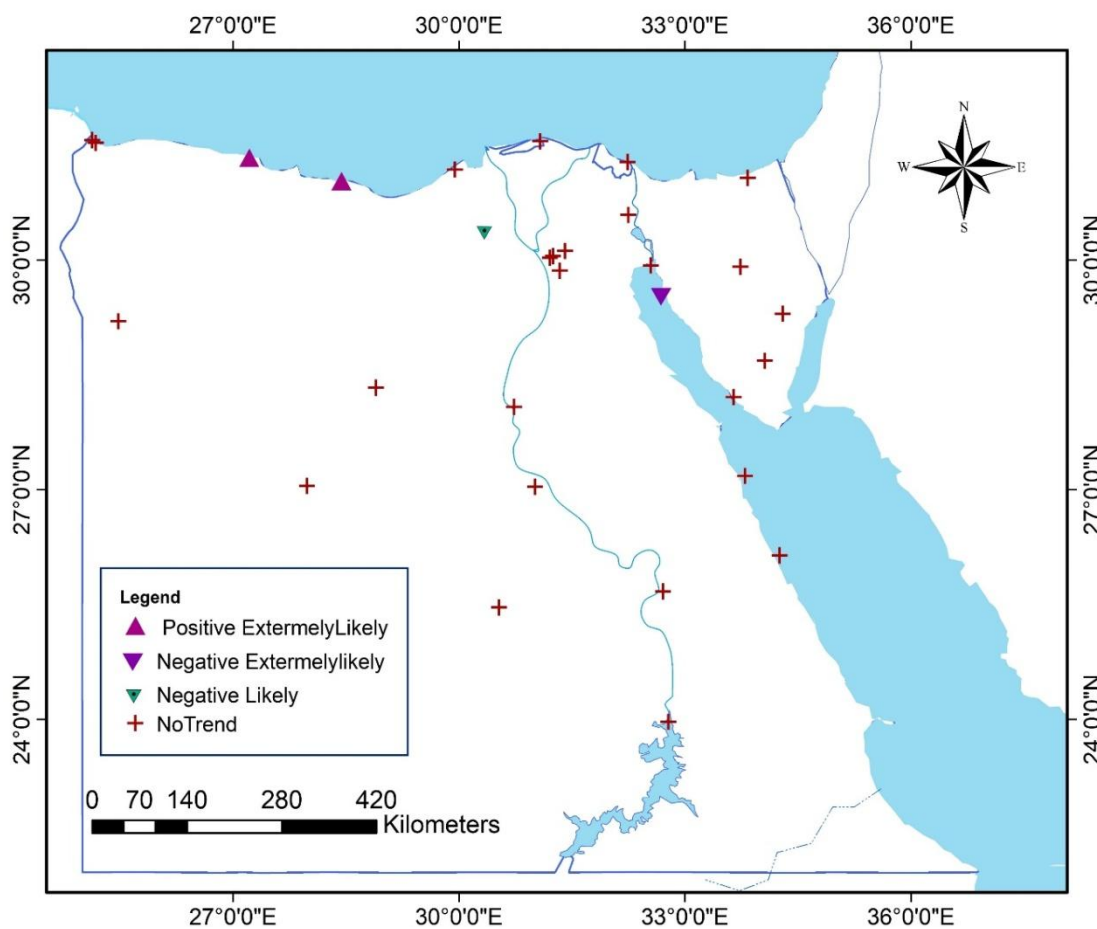 27°0'0"E 30°0'0"E 33°0'0"E 36°0'0"E
N
W E
S
30°0'0"N 30°0'0"N
27°0'0"N 27°0'0"N
Legend
Positive ExtermelyLikely
Negative Extermelylikely
Negative Likely
NoTrend
24°0'0"N 24°0'0"N
0 70 140 280 420
Kilometers
27°0'0"E 30°0'0"E 33°0'0"E 36°0'0"E